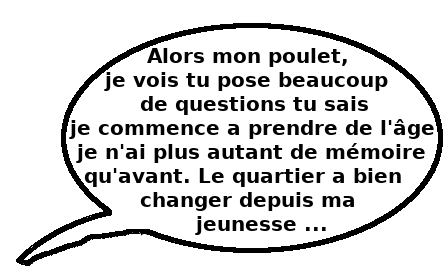 Alors mon poulet,
je vois tu pose beaucoup
de questions tu sais
je commence a prendre de l'âge
je n'ai plus autant de mémoire
qu'avant. Le quartier a bien
changer depuis ma
jeunesse ...